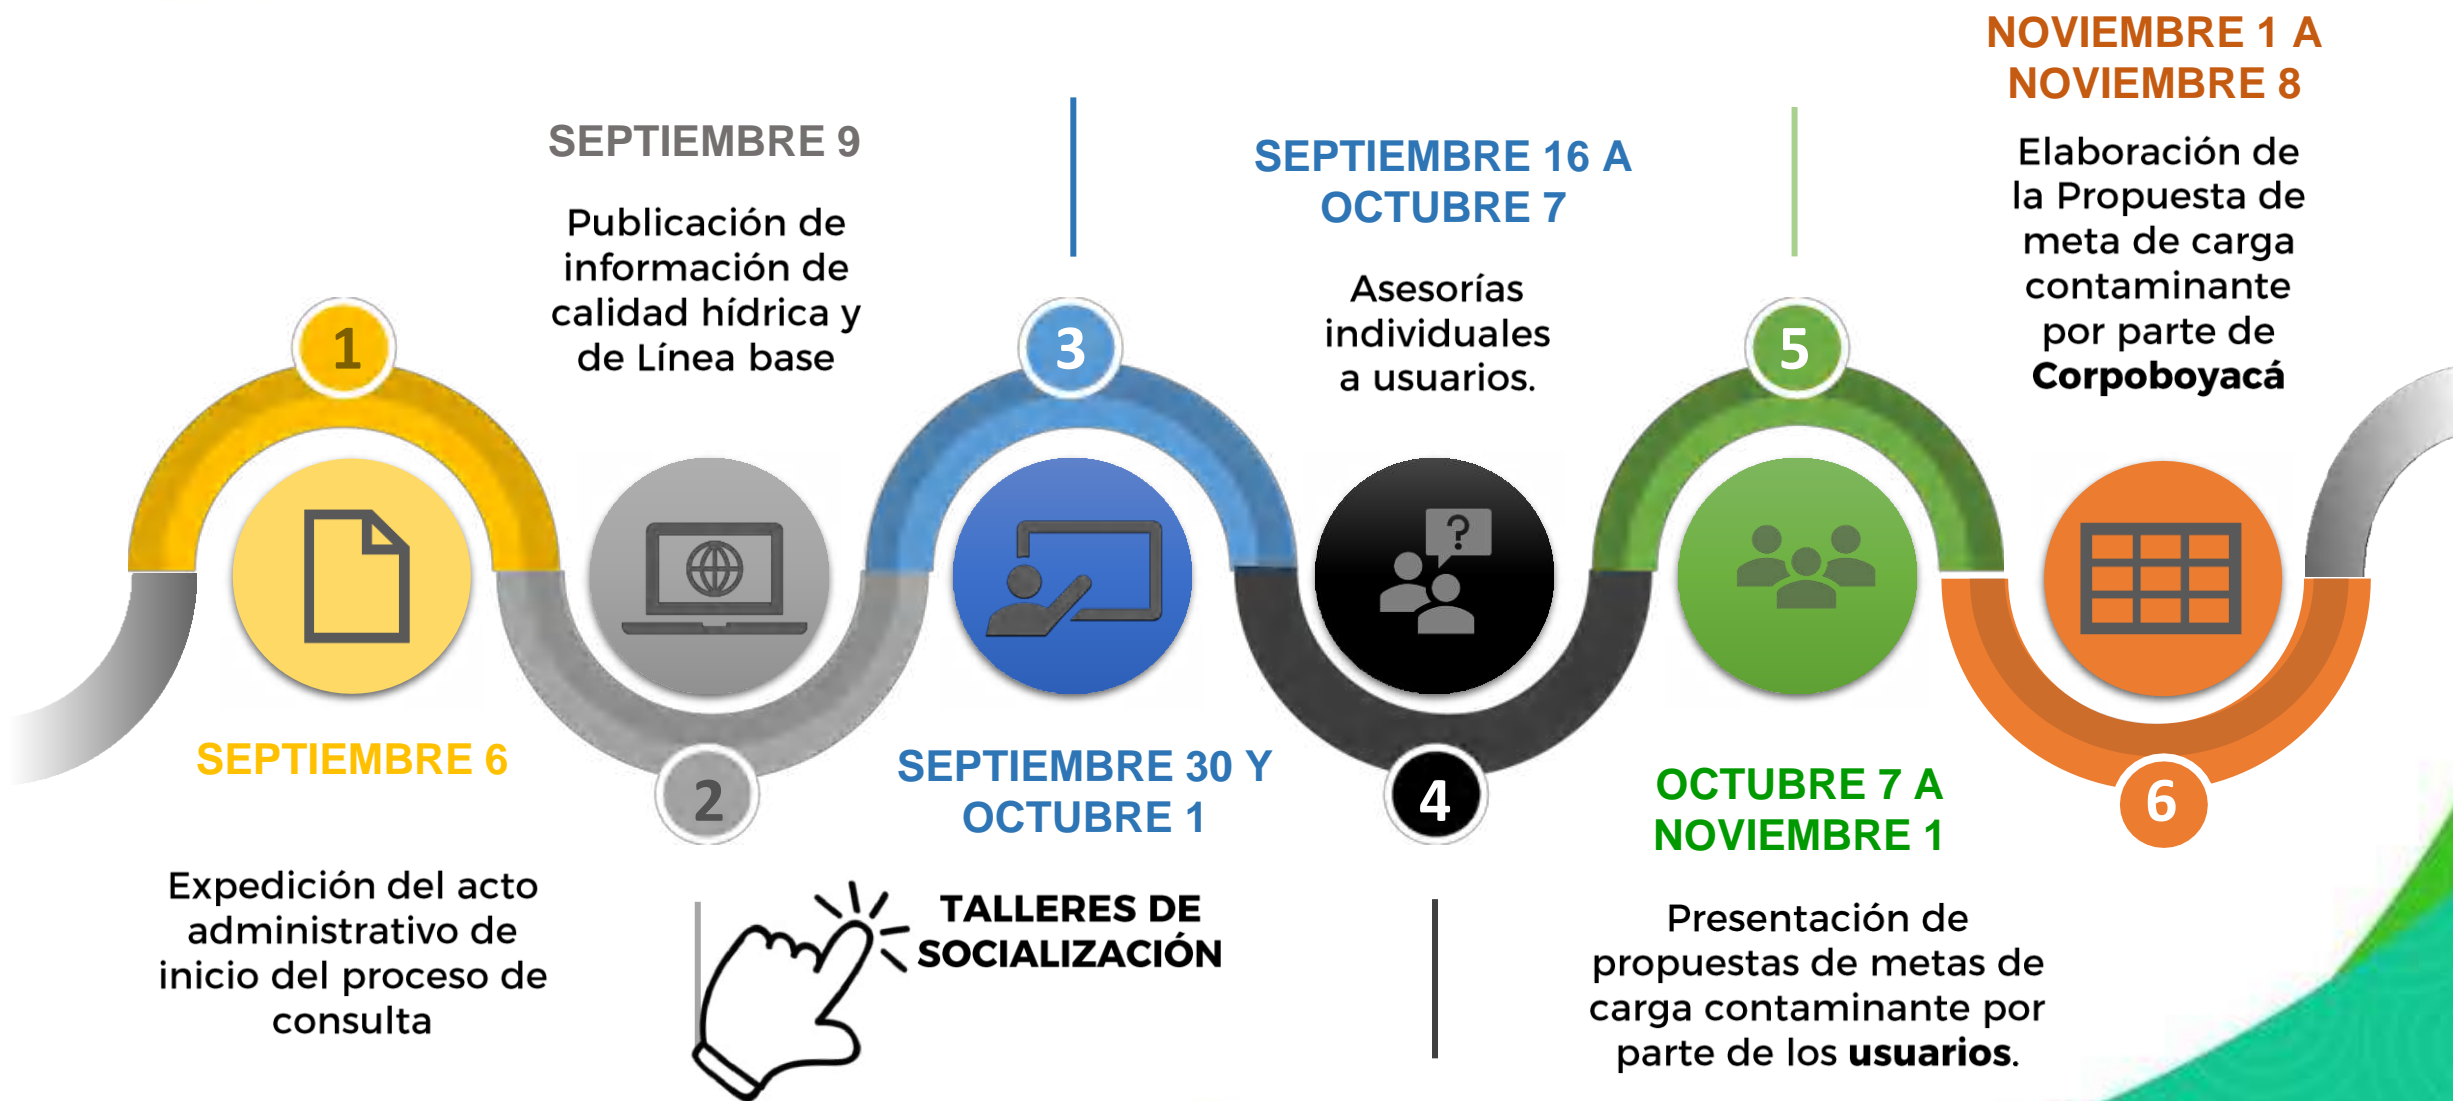 1
SEPTIEMBRE 6
Expedición del acto
administrativo de
inicio del proceso de
consulta
SEPTIEMBRE 9
Publicación de
información de
calidad hídrica y
de Línea base
2
3
SEPTIEMBRE 30 Y
OCTUBRE 1
TALLERES DE
SOCIALIZACIÓN
SEPTIEMBRE 16 A
OCTUBRE 7
Asesorías
individuales
a usuarios.
?
4
5
OCTUBRE 7 A
NOVIEMBRE 1
Presentación de
propuestas de metas de
carga contaminante por
parte de los usuarios.
NOVIEMBRE 1 A
NOVIEMBRE 8
Elaboración de
la Propuesta de
meta de carga
contaminante
por parte de
Corpoboyacá
6